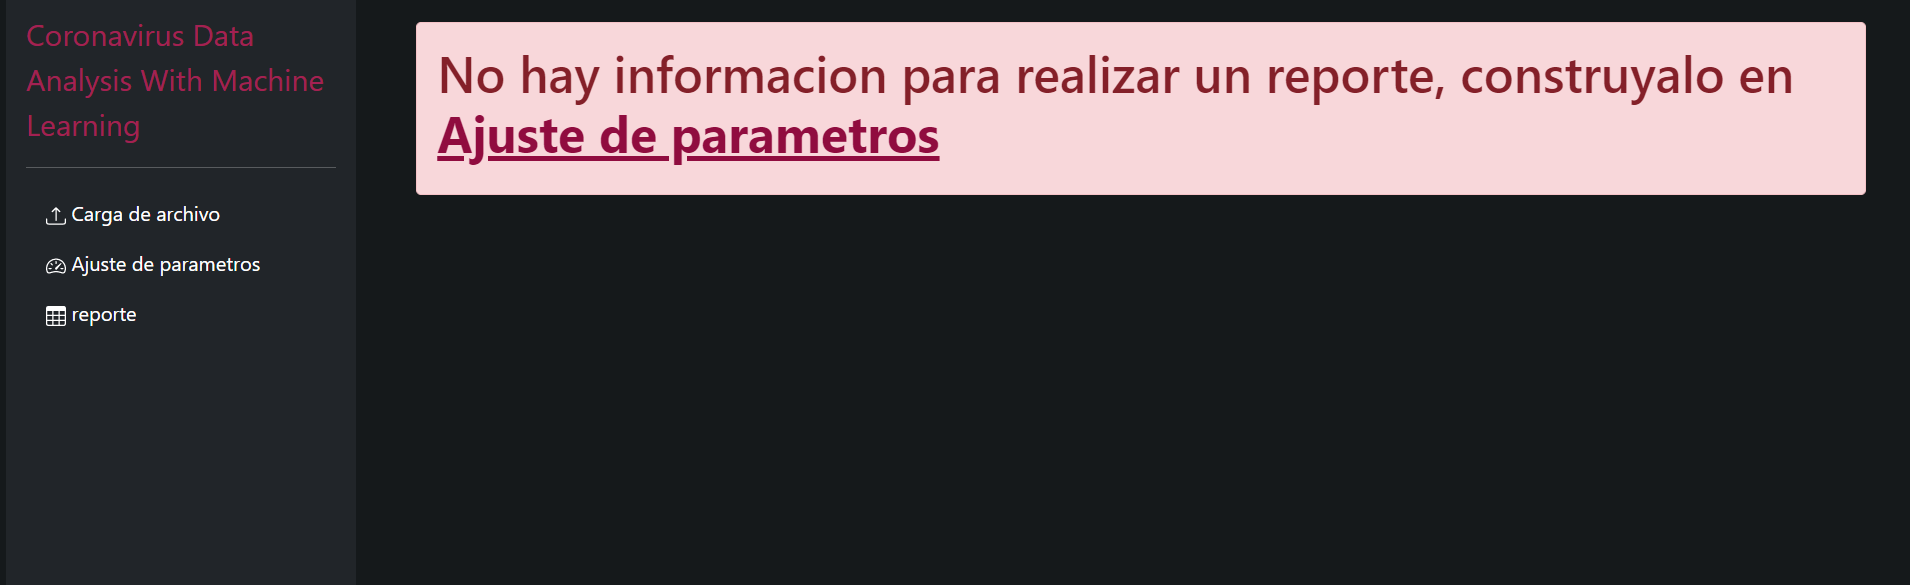 Coronavirus Data
Analysis With Machine
Learning
Carga de archivo
Ajuste de parametros
reporte
No hay informacion para realizar un reporte, construyalo en
Ajuste de parametros